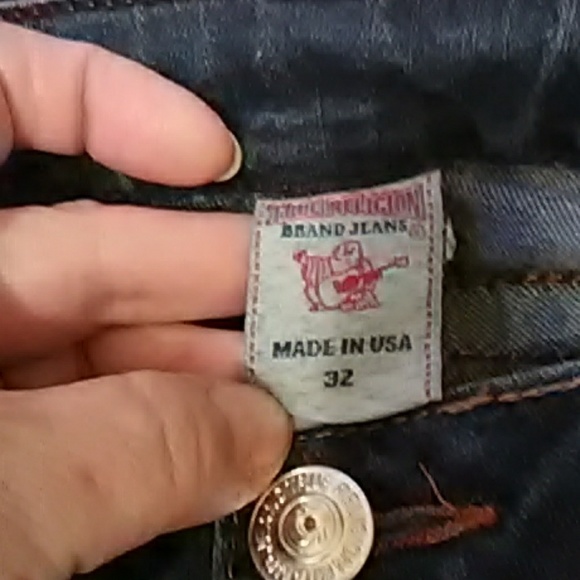 TRUE RELIGION
BRAND JEANS
MADE IN USA
32